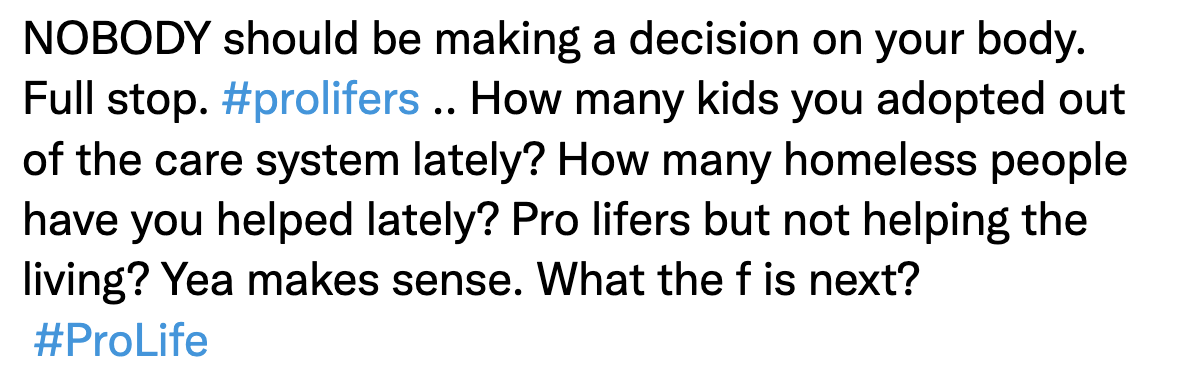 NOBODY should be making a decision on your body.
Full stop. #prolifers .. How many kids you adopted out
of the care system lately? How many homeless people
have you helped lately? Pro lifers but not helping the
living? Yea makes sense. What the f is next?
#ProLife